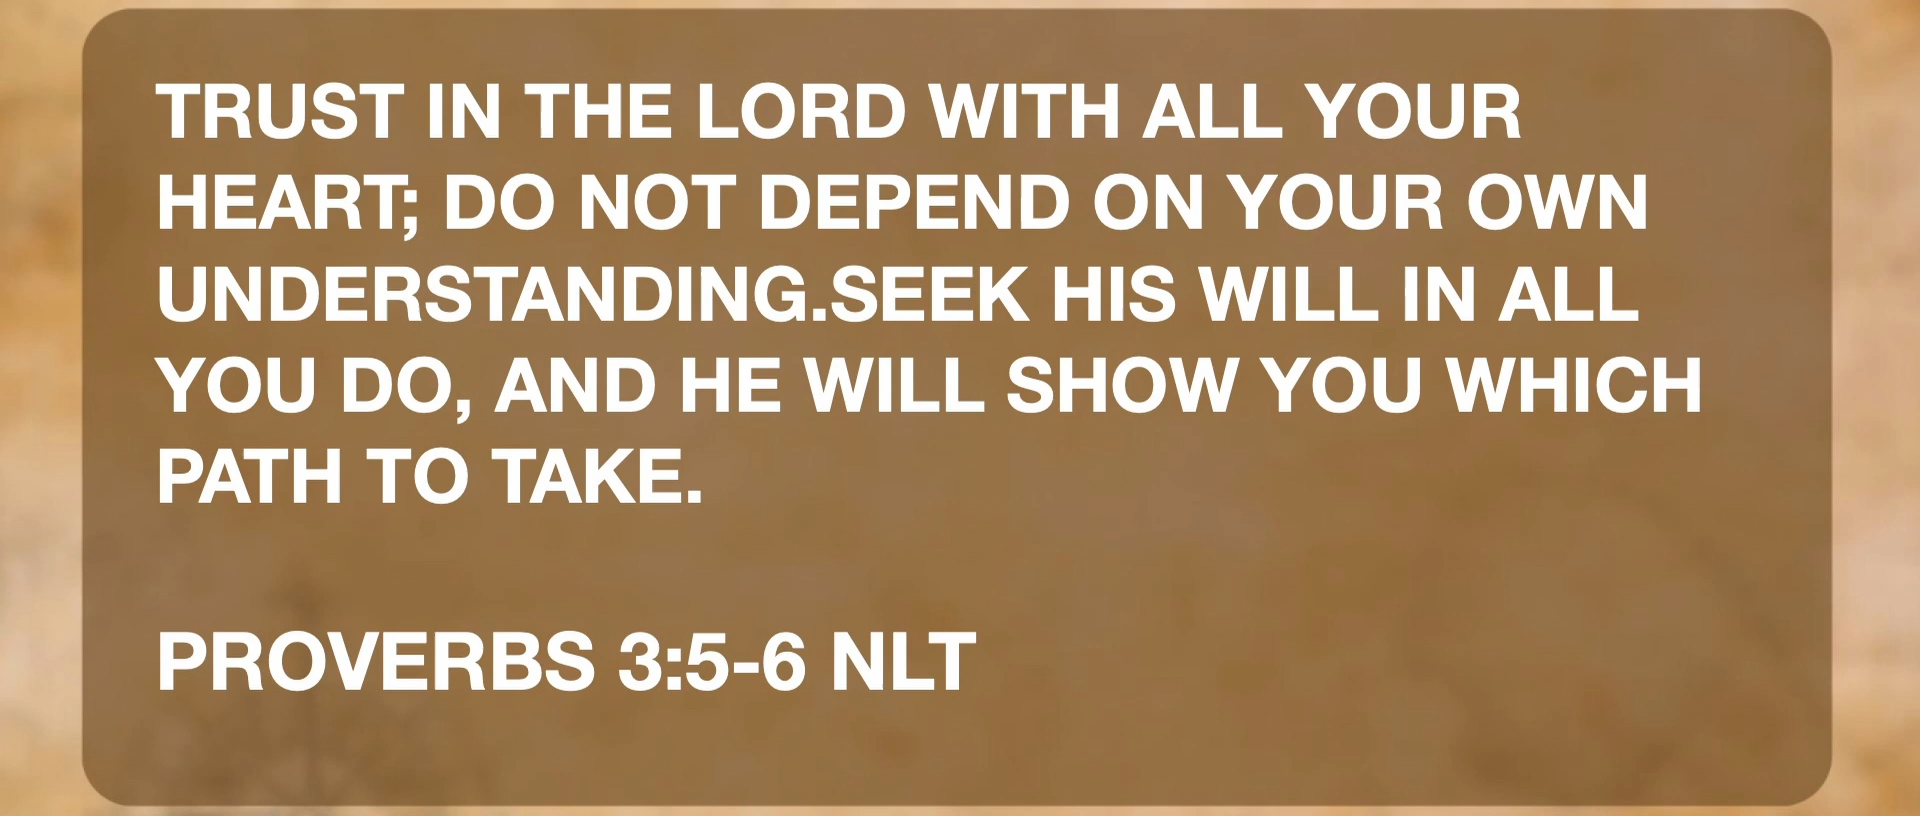 TRUST IN THE LORD WITH ALL YOUR
HEART; DO NOT DEPEND ON YOUR OWN
UNDERSTANDING.SEEK HIS WILL IN ALL
YOU DO, AND HE WILL SHOW YOU WHICH
PATH TO TAKE.
PROVERBS 3:5-6 NLT